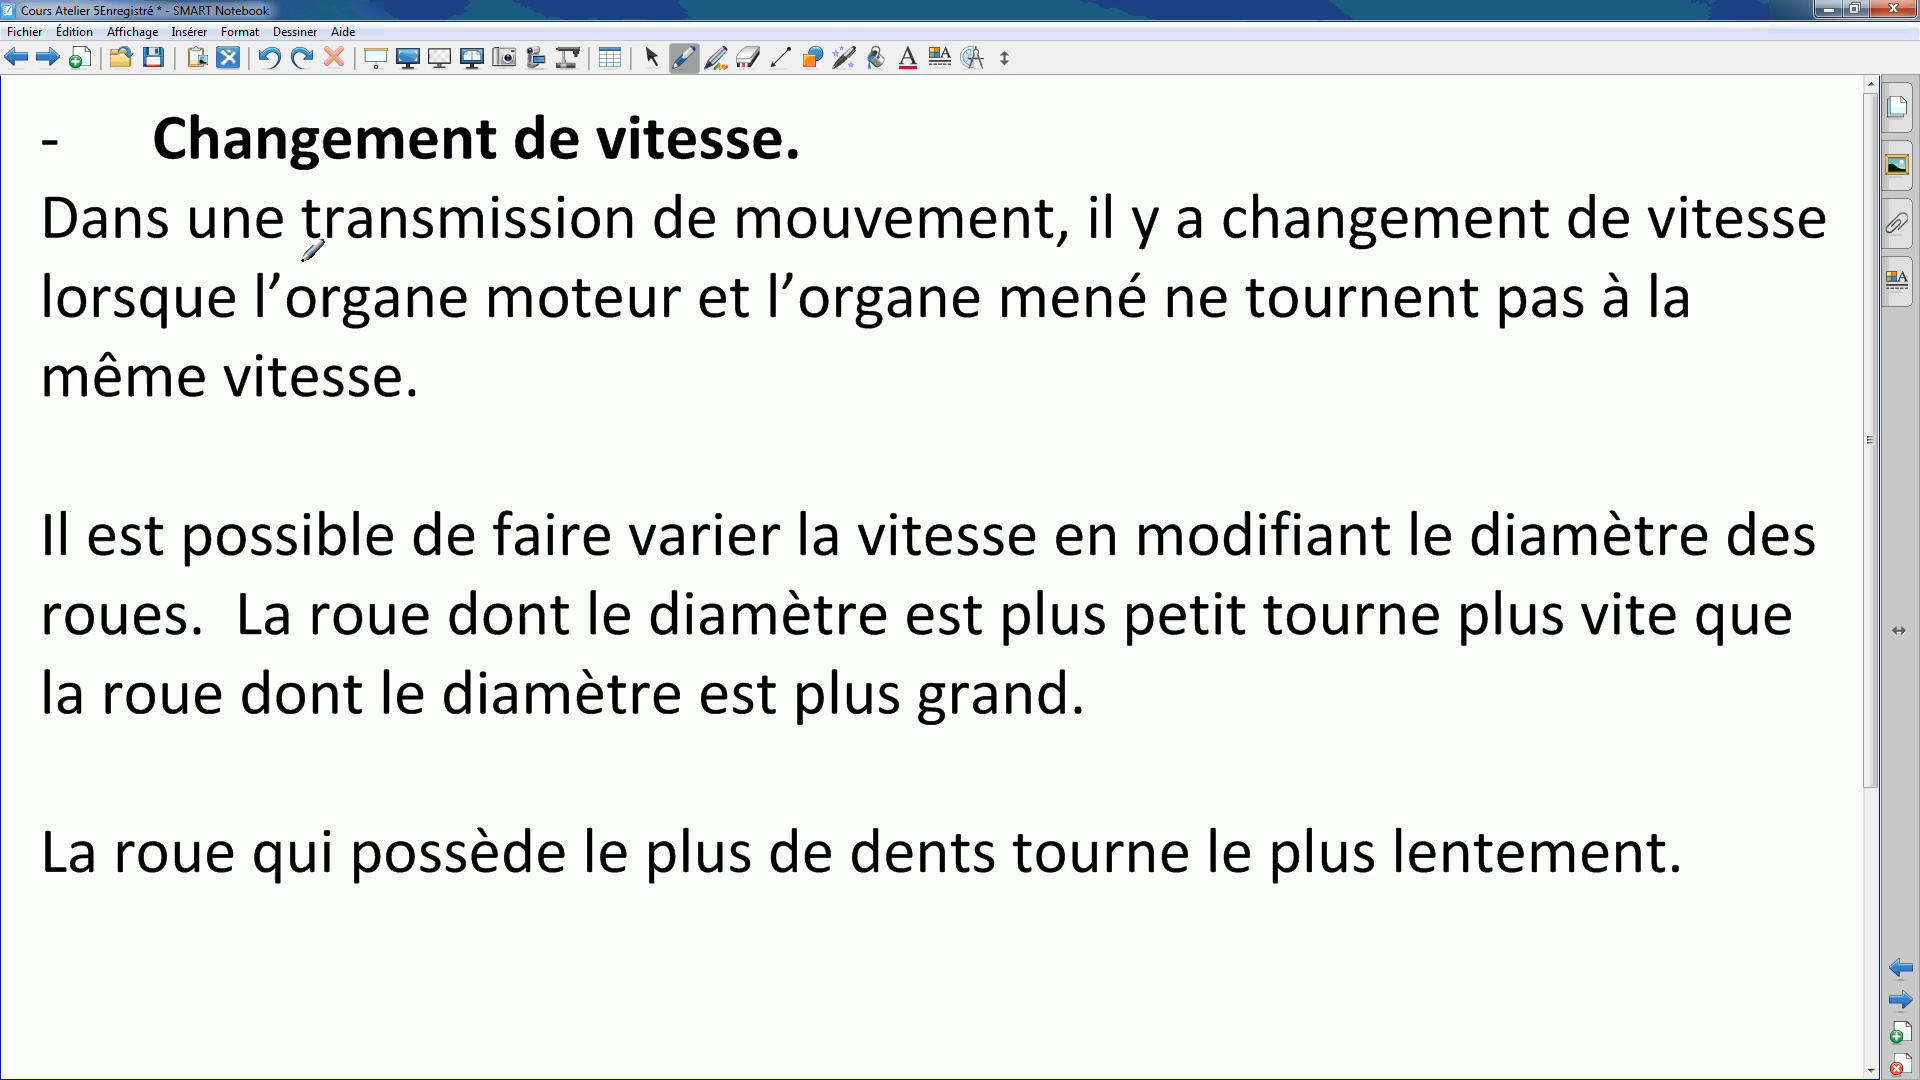 Cours Atelier 5Enregistré * - SMART Notebook
Fichier Édition Affichage Insérer Format Dessiner Aide
- Changement de vitesse.
Dans une transmission de mouvement, il y a changement de vitesse
lorsque l’organe moteur et l’organe mené ne tournent pas à la
même vitesse.
Il est possible de faire varier la vitesse en modifiant le diamètre des
roues.  La roue dont le diamètre est plus petit tourne plus vite que
la roue dont le diamètre est plus grand.
La roue qui possède le plus de dents tourne le plus lentement.